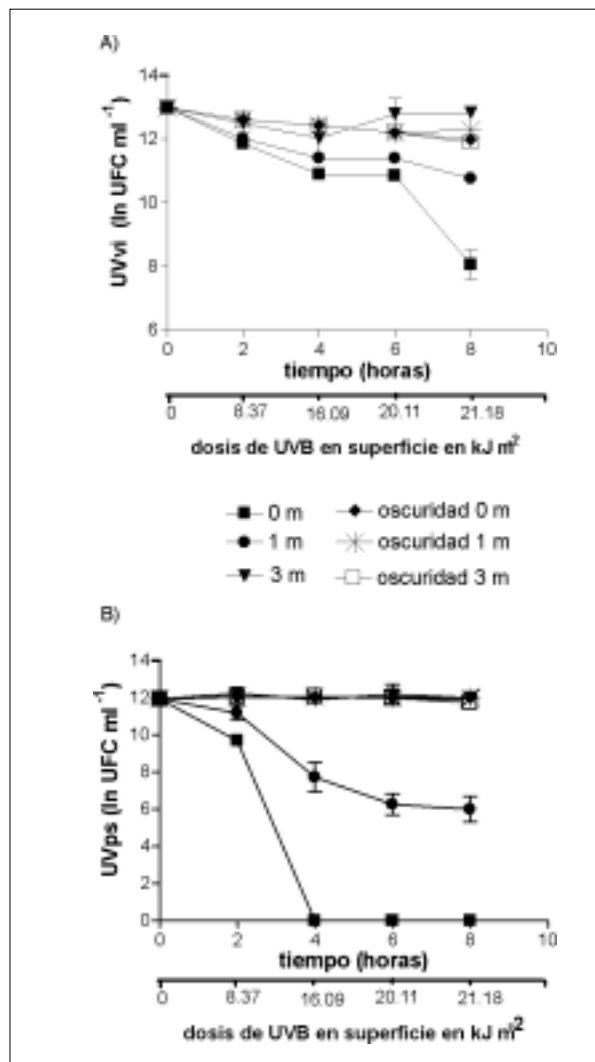 A)
14
12
10
8
6
UVvi (ln UFC ml -1)
0 2 4 6 8 10
tiempo (horas)
0 8.37 16.09 20.11 21.18
dosis de UVB en superficie en kJ m2
0 m oscuridad 0 m
1 m oscuridad 1 m
3 m oscuridad 3 m
B)
14
12
10
8
6
4
2
0
UVps (ln UFC ml -1)
0 2 4 6 8 10
tiempo (horas)
0 8.37 16.09 20.11 21.18
dosis de UVB en superficie en kJ m2